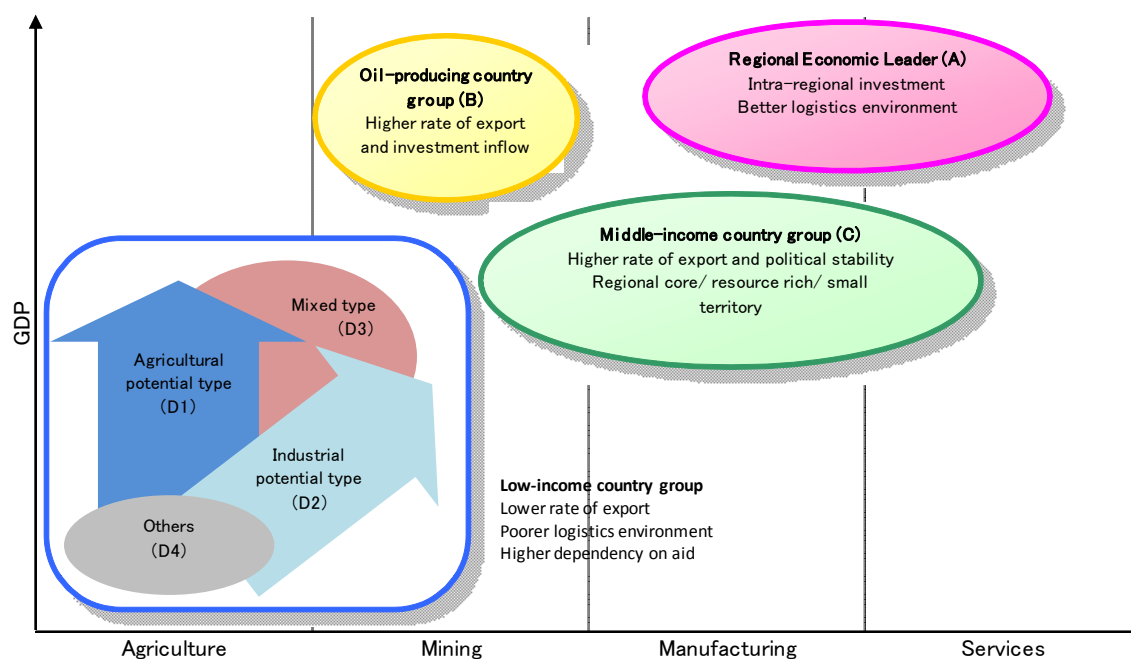 GDP
Oil-producing country
group (B)
Higher rate of export
and investment inflow
Regional Economic Leader (A)
Intra-regional investment
Better logistics environment
Middle-income country group (C)
Higher rate of export and political stability
Regional core/ resource rich/ small
territory
Mixed type
(D3)
Agricultural
potential type
(D1)
Industrial
potential type
(D2)
Others
(D4)
Low-income country group
Lower rate of export
Poorer logistics environment
Higher dependency on aid
Agriculture
Mining
Manufacturing
Services